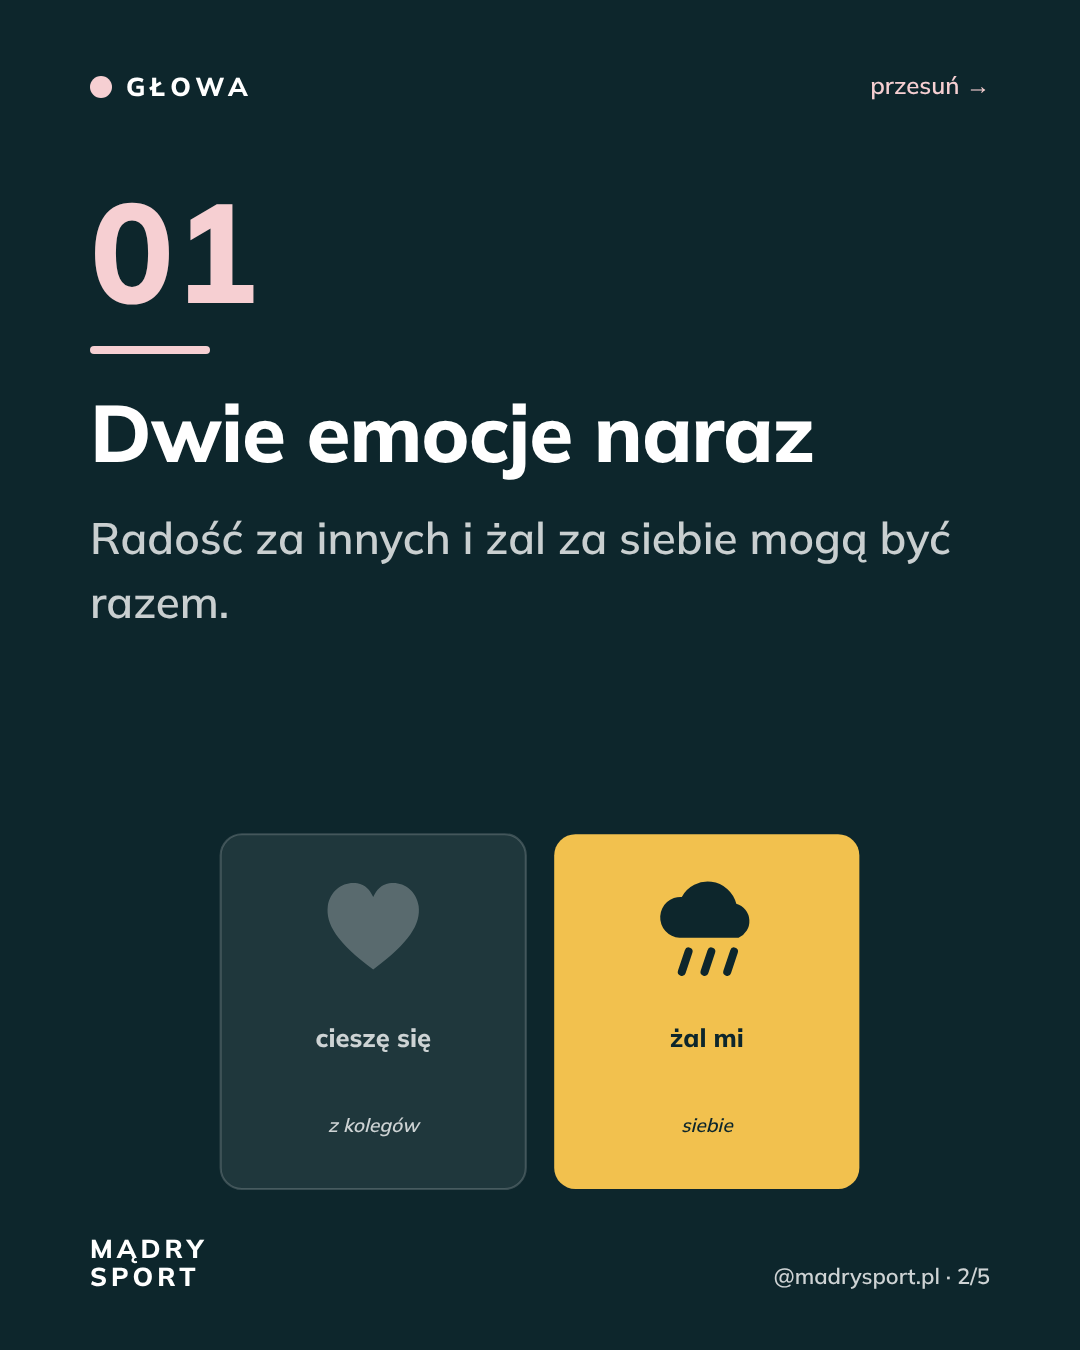 GŁOWA
przesuń →
01
Dwie emocje naraz
Radość za innych i żal za siebie mogą być
razem.
cieszę się
z kolegów
żal mi
siebie
MĄDRY
SPORT
@madrysport.pl · 2/5